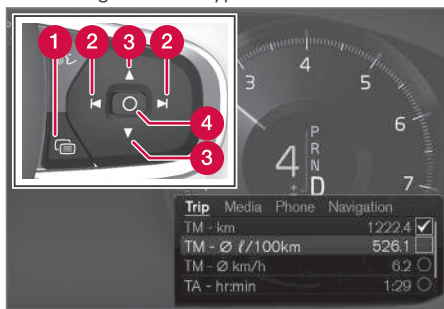 1
2
3
2
4
3
3
4
5
6
7
4
P
R
N
D
+
Trip Media Phone Navigation
TM - km 1222.4
TM - Ø ℓ/100km 526.1
TM - Ø km/h 6.2
TA - hr:min 1:29